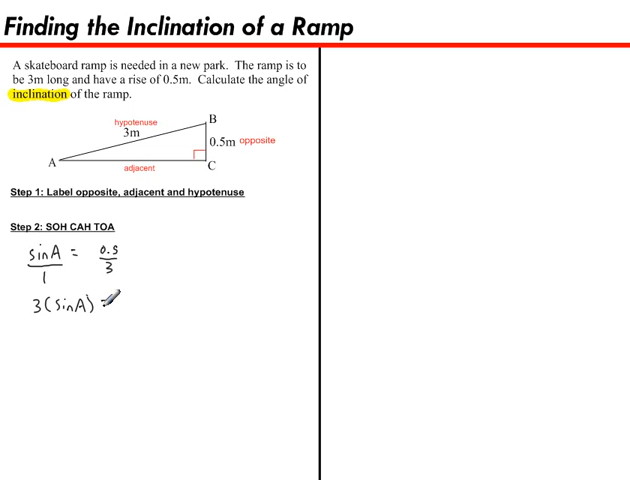 Finding the Inclination of a Ramp
A skateboard ramp is needed in a new park. The ramp is to
be 3m long and have a rise of 0.5m. Calculate the angle of
inclination of the ramp.
hypotenuse
3m
B
0.5m opposite
A
adjacent
C
Step 1: Label opposite, adjacent and hypotenuse
Step 2: SOH CAH TOA
sinA = 0.5
1 3
3(sinA) =